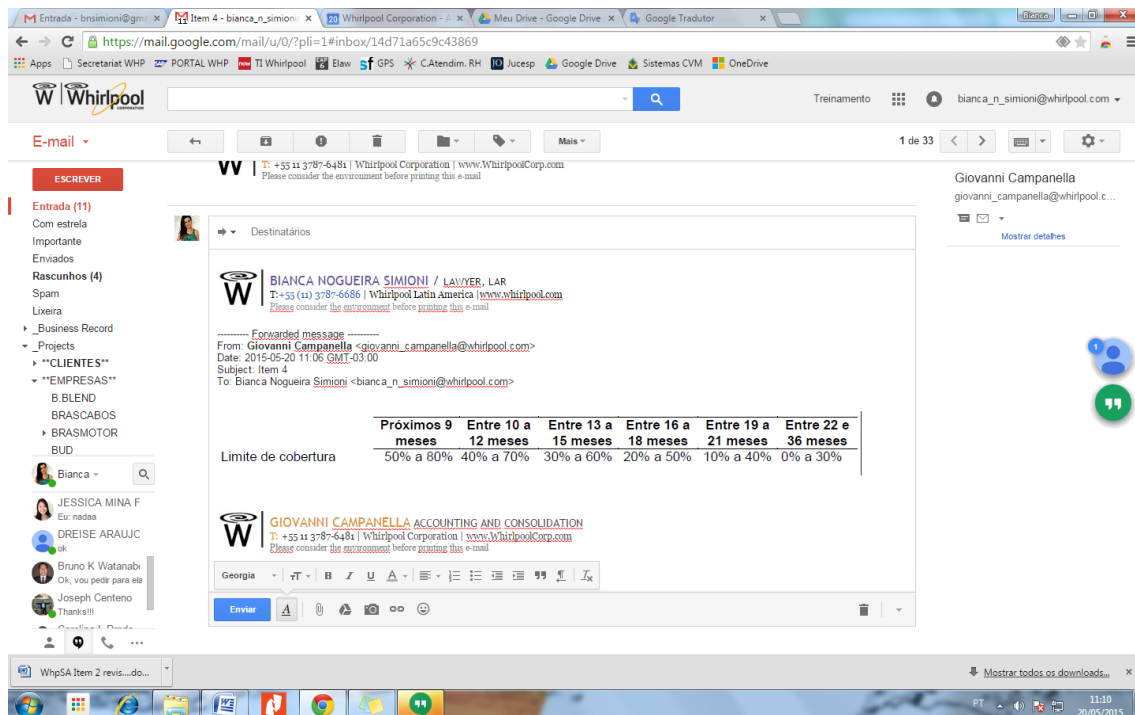 Entrada - bnsimioni@gma
Item 4 - bianca_n_simioni
Whirlpool Corporation - A
Meu Drive - Google Drive
Google Tradutor
Bianca
https://mail.google.com/mail/u/0/?pli=1#inbox/14d71a65c9c43869
Apps Secretariat WHP PORTAL WHP TI Whirlpool Elaw GPS C.Atendim. RH Jucesp Google Drive Sistemas CVM OneDrive
W Whirlpool CORPORATION
Treinamento
bianca_n_simioni@whirlpool.com
E-mail
Mais
1 de 33
ESCREVER
Entrada (11)
Com estrela
Importante
Enviados
Rascunhos (4)
Spam
Lixeira
_Business Record
_Projects
**CLIENTES**
**EMPRESAS**
B.BLEND
BRASCABOS
BRASMOTOR
BUD
Bianca
JESSICA MINA F
Eu: nadaa
DREISE ARAUJC
ok
Bruno K Watanabe
Ok, vou pedir para ela
Joseph Centeno
Thanks!!!
W
T: +55 11 3787-6481 | Whirlpool Corporation | www.WhirlpoolCorp.com
Please consider the environment before printing this e-mail
Destinatários
W
BIANCA NOGUEIRA SIMIONI / LAWYER, LAR
T:+55 (11) 3787-6686 | Whirlpool Latin America |www.whirlpool.com
Please consider the environment before printing this e-mail
---------- Forwarded message ----------
From: Giovanni Campanella <giovanni_campanella@whirlpool.com>
Date: 2015-05-20 11:06 GMT-03:00
Subject: Item 4
To: Bianca Nogueira Simioni <bianca_n_simioni@whirlpool.com>
Próximos 9 Entre 10 a Entre 13 a Entre 16 a Entre 19 a Entre 22 e
meses 12 meses 15 meses 18 meses 21 meses 36 meses
Limite de cobertura 50% a 80% 40% a 70% 30% a 60% 20% a 50% 10% a 40% 0% a 30%
W
GIOVANNI CAMPANELLA ACCOUNTING AND CONSOLIDATION
T: +55 11 3787-6481 | Whirlpool Corporation | www.WhirlpoolCorp.com
Please consider the environment before printing this e-mail
Georgia
Enviar
Giovanni Campanella
giovanni_campanella@whirlpool.c...
Mostrar detalhes
1
WhpSA Item 2 revis....do...
Mostrar todos os downloads...
PT
11:10
20/05/2015